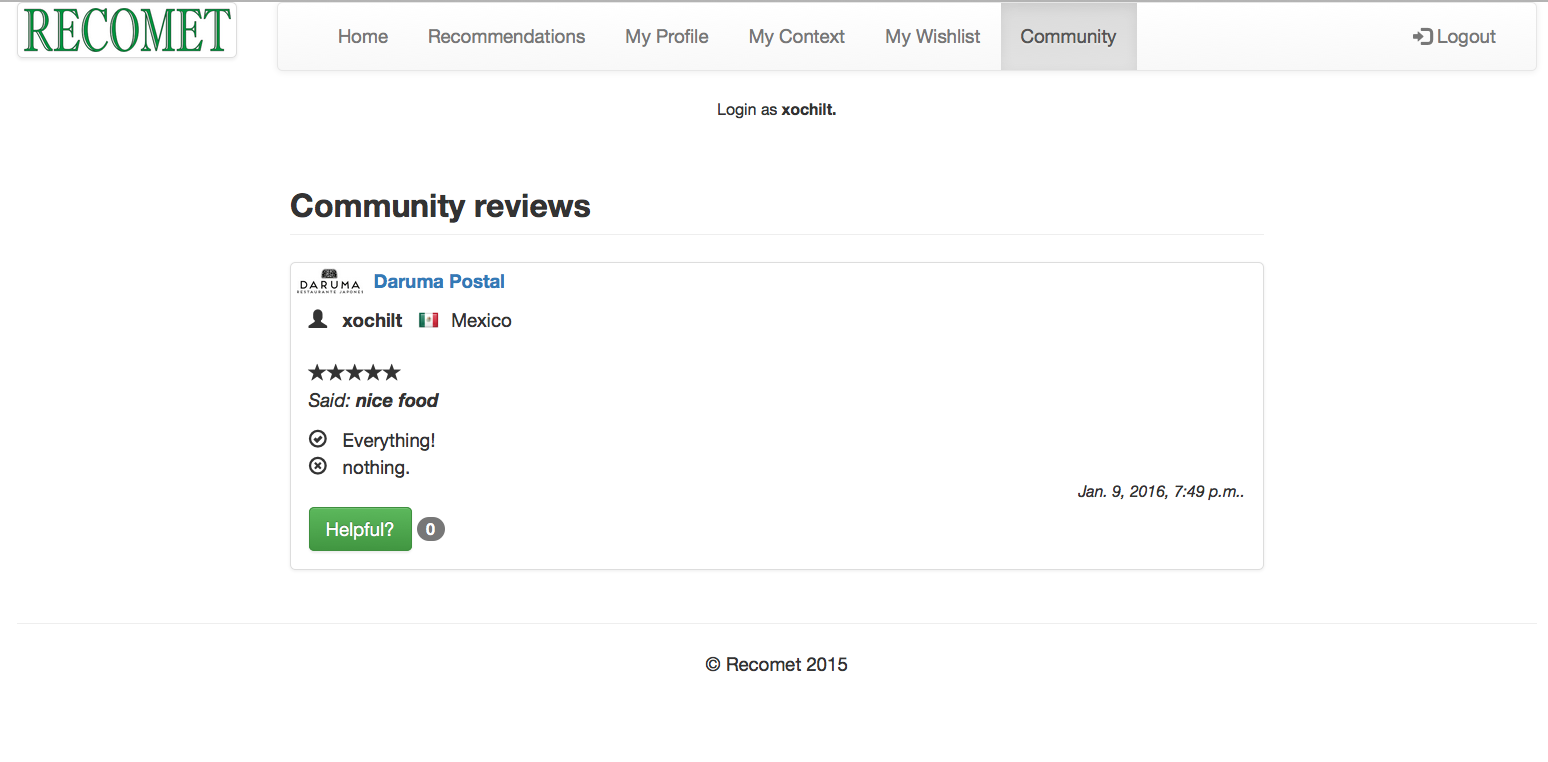 RECOMET
Home Recommendations My Profile My Context My Wishlist Community Logout
Login as xochilt.
Community reviews
DARUMA
RESTAURANTE JAPONES
Daruma Postal
xochilt Mexico
Said: nice food
Everything!
nothing.
Jan. 9, 2016, 7:49 p.m..
Helpful? 0
© Recomet 2015